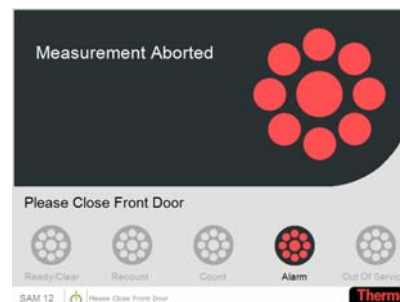 Measurement Aborted
Please Close Front Door
Ready/Clear
Recount
Count
Alarm
Out Of Service
SAM 12
Please Close Front Door
Therm